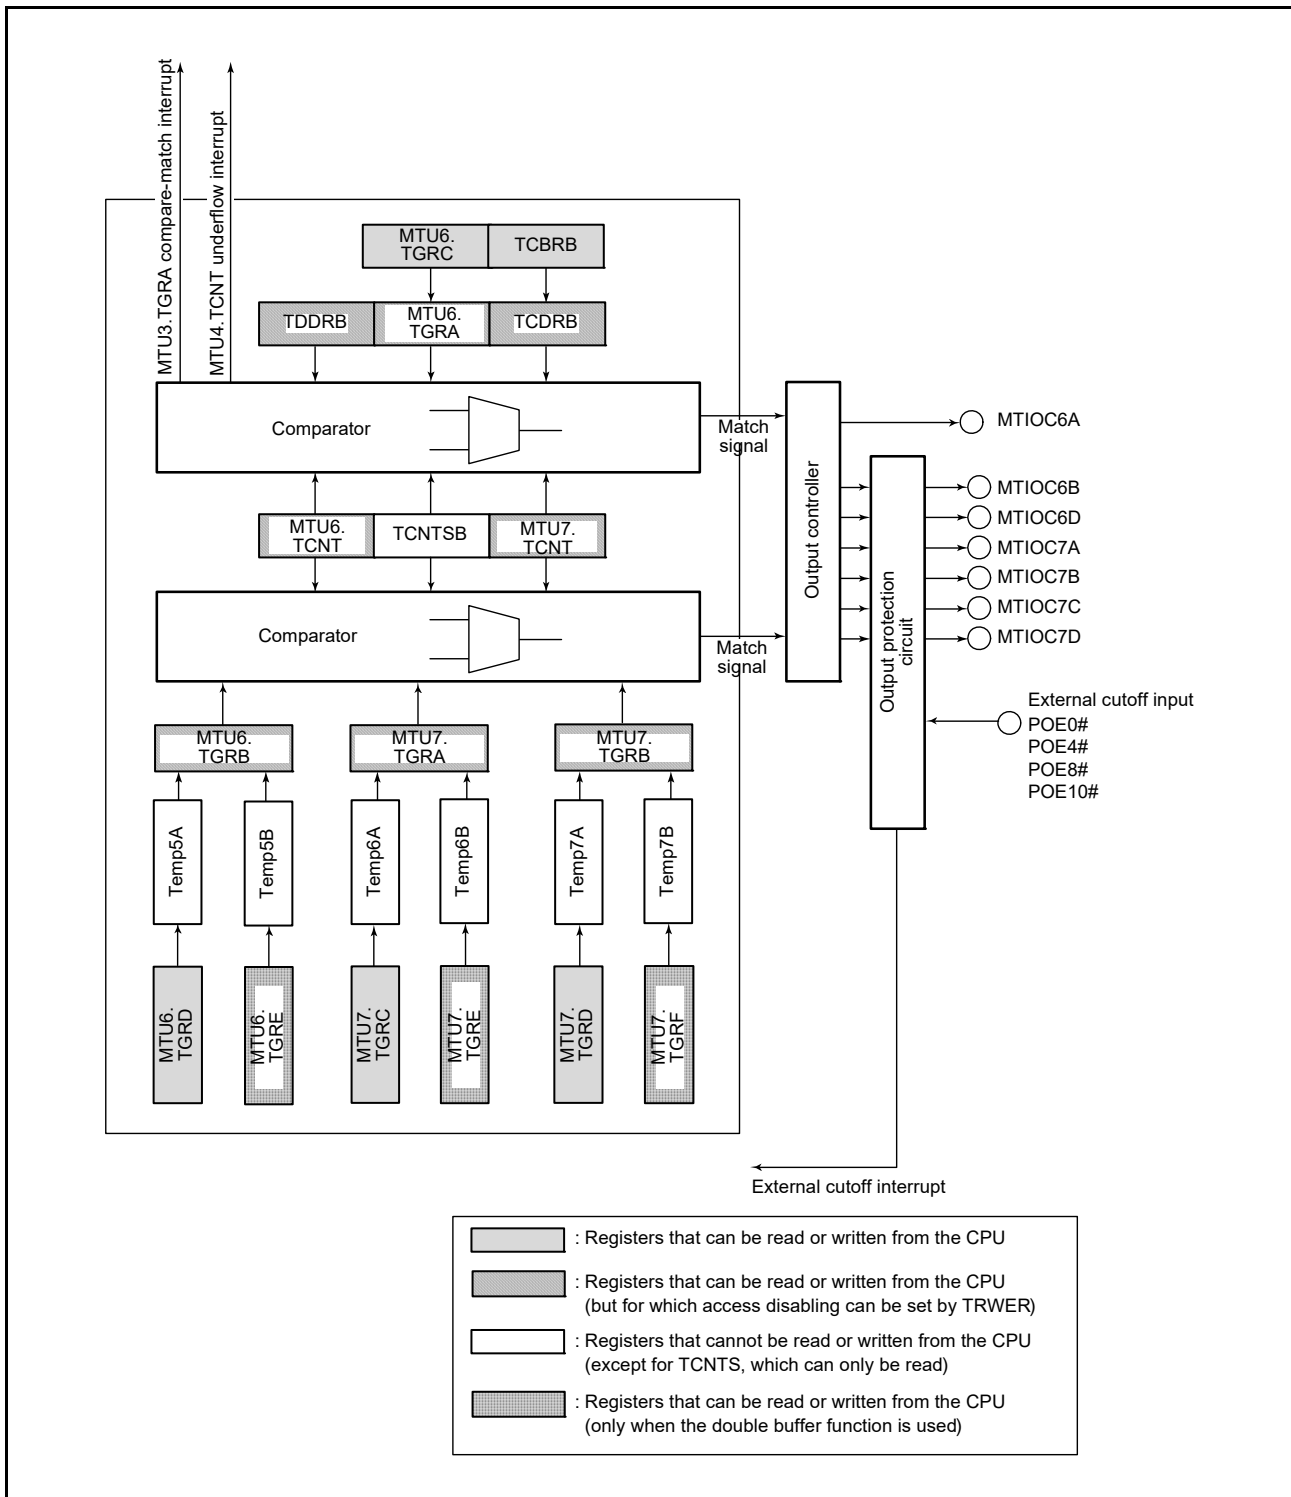 MTU3.TGRA compare-match interrupt
MTU4.TCNT underflow interrupt
MTU6.
TGRC
TCBRB
TDDRB
MTU6.
TGRA
TCDRB
Comparator
Match
signal
MTU6.
TCNT
TCNTSB
MTU7.
TCNT
Comparator
Match
signal
Output controller
Output protection
circuit
MTIOC6A
MTIOC6B
MTIOC6D
MTIOC7A
MTIOC7B
MTIOC7C
MTIOC7D
External cutoff input
POE0#
POE4#
POE8#
POE10#
MTU6.
TGRB
MTU7.
TGRA
MTU7.
TGRB
Temp5A
Temp5B
Temp6A
Temp6B
Temp7A
Temp7B
MTU6.
TGRD
MTU6.
TGRE
MTU7.
TGRC
MTU7.
TGRE
MTU7.
TGRD
MTU7.
TGRF
External cutoff interrupt
: Registers that can be read or written from the CPU
: Registers that can be read or written from the CPU
(but for which access disabling can be set by TRWER)
: Registers that cannot be read or written from the CPU
(except for TCNTS, which can only be read)
: Registers that can be read or written from the CPU
(only when the double buffer function is used)